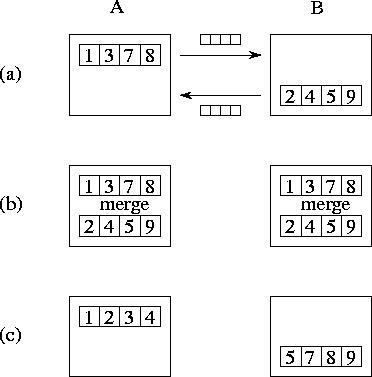 A B
(a) 1 3 7 8
2 4 5 9
(b) 1 3 7 8 1 3 7 8
merge merge
2 4 5 9 2 4 5 9
(c) 1 2 3 4
5 7 8 9